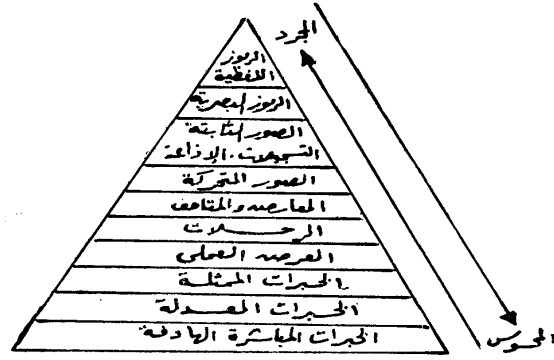 المجرد
الرموز
اللفظية
الرموز البصرية
الصور الثابتة
التسجيلات. الإذاعة
الصور المتحركة
المعارض والمتاحف
الرحلات
العرض العملى
الخبرات الممثلة
الخبرات المعدلة
الخبرات المباشرة الهادفة
المحسوس